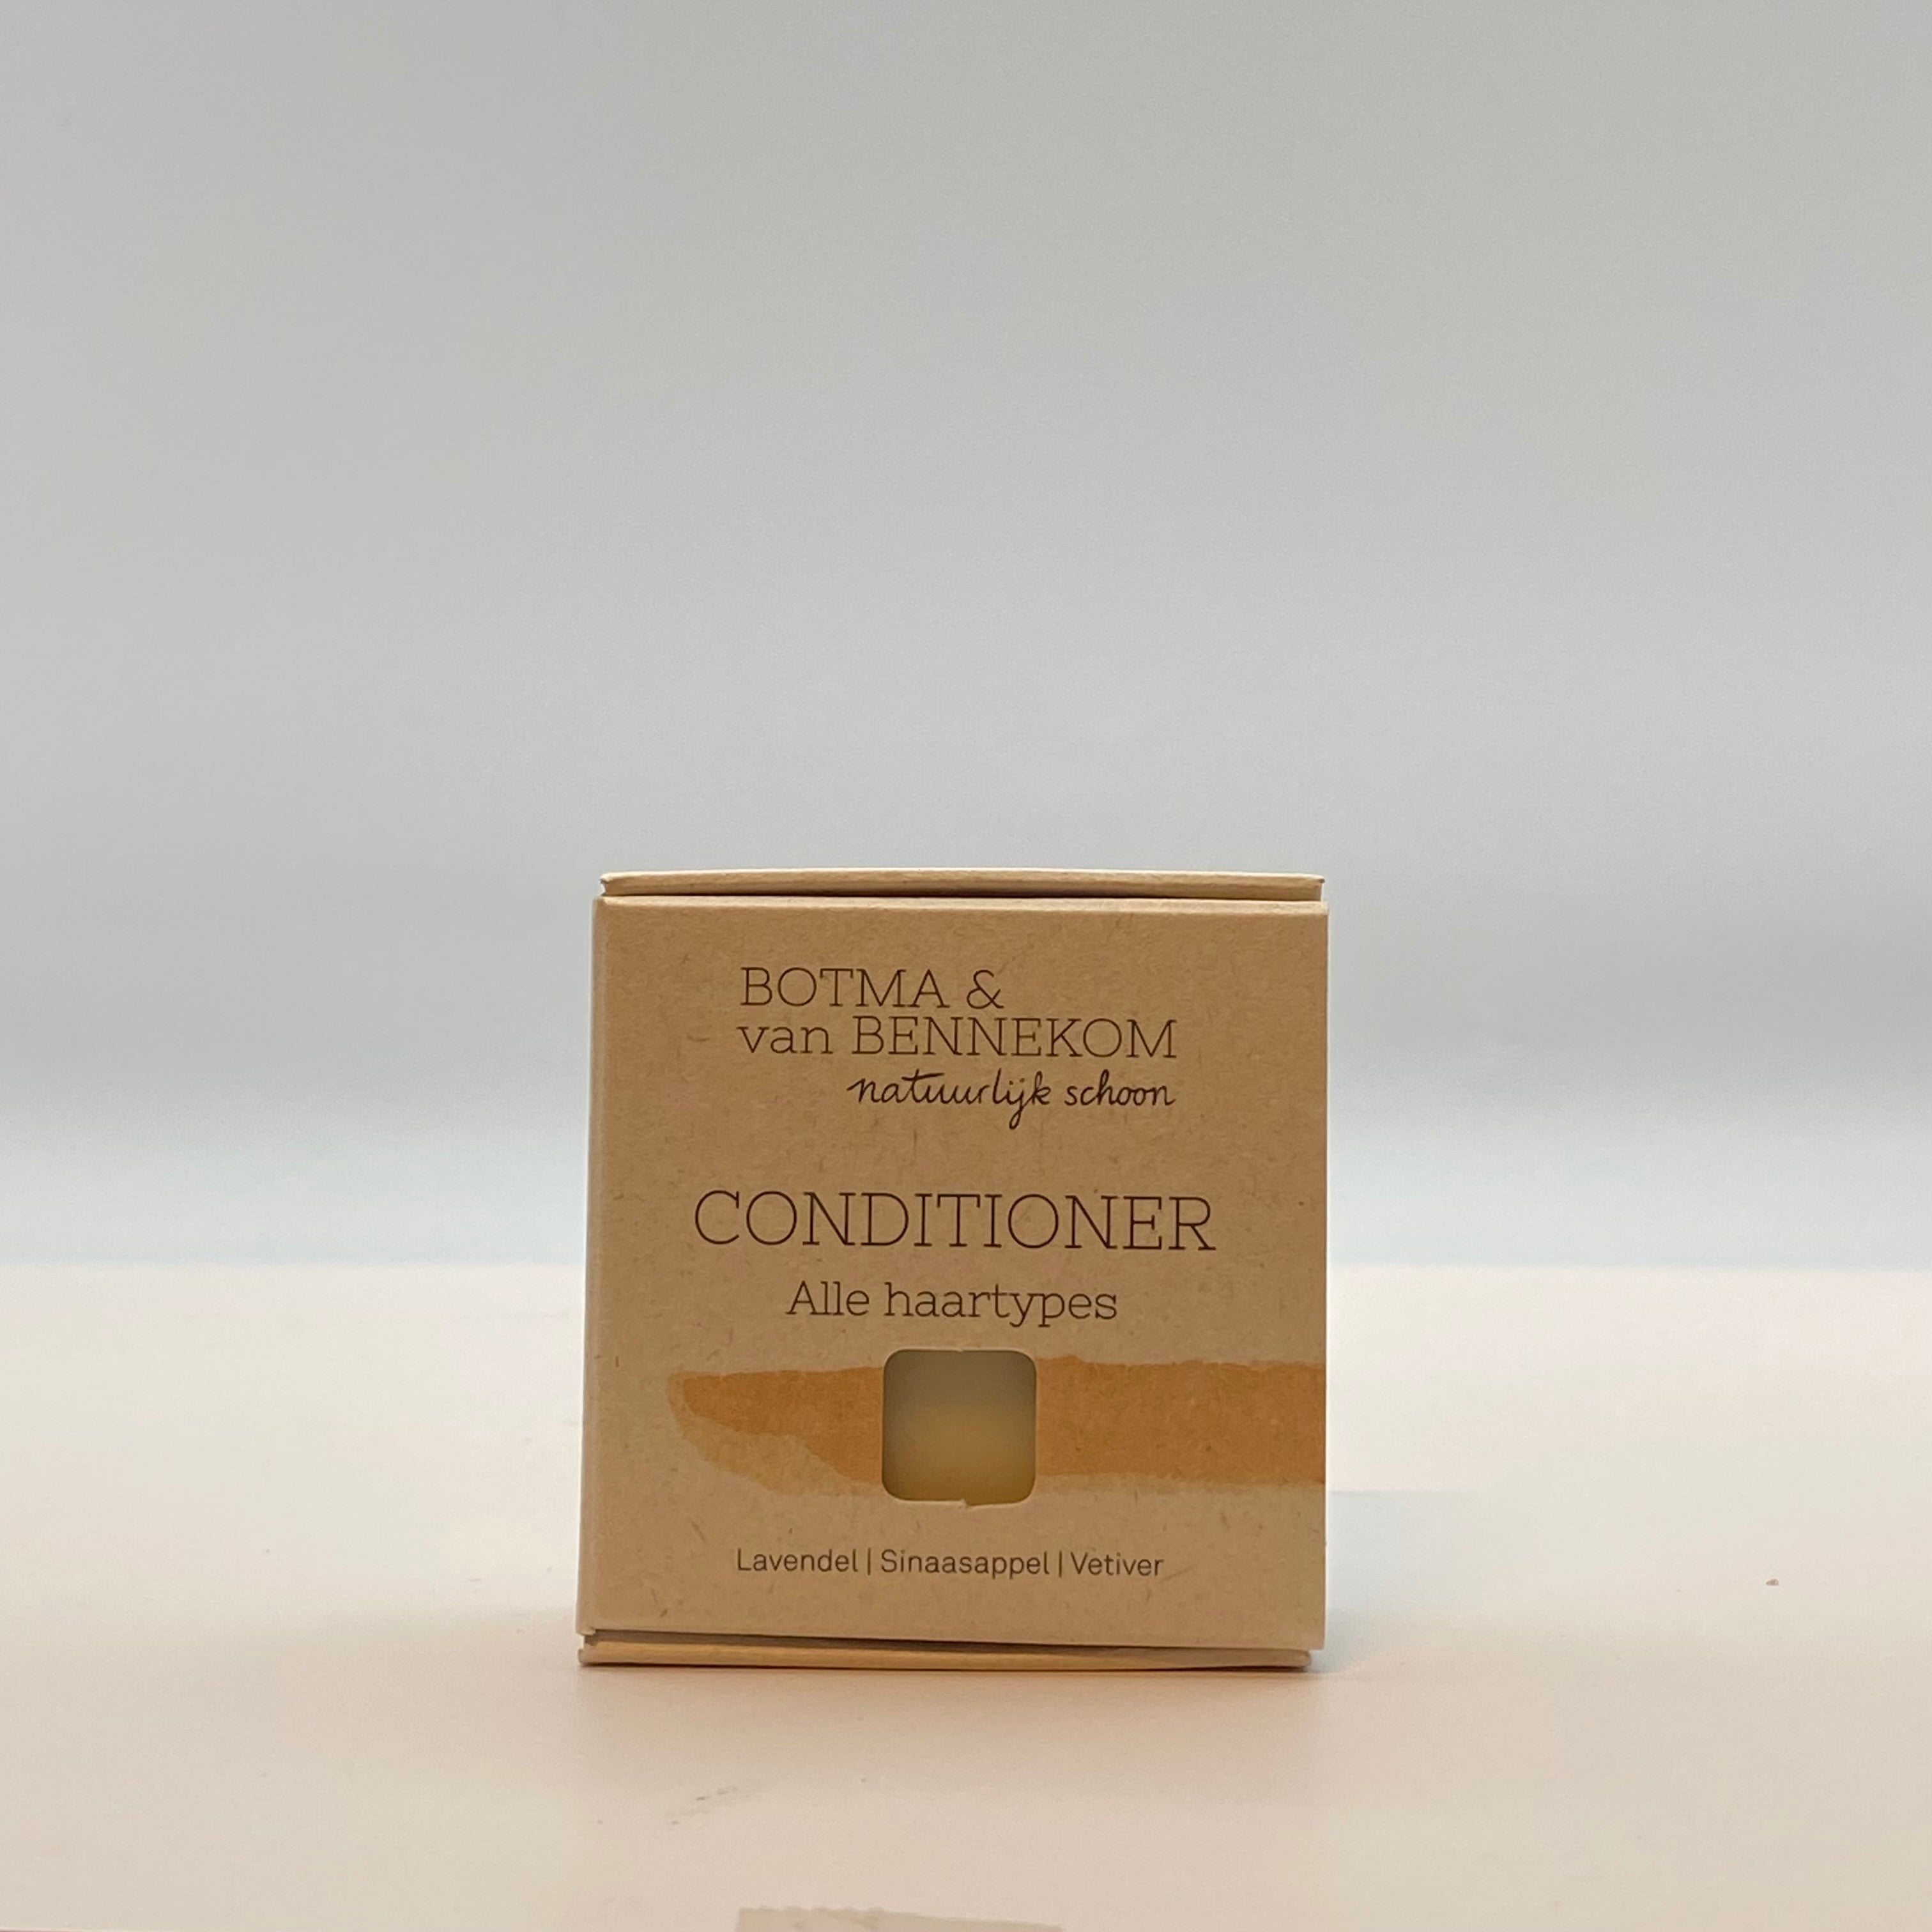 BOTMA &
van BENNEKOM
natuurlijk schoon
CONDITIONER
Alle haartypes
Lavendel | Sinaasappel | Vetiver